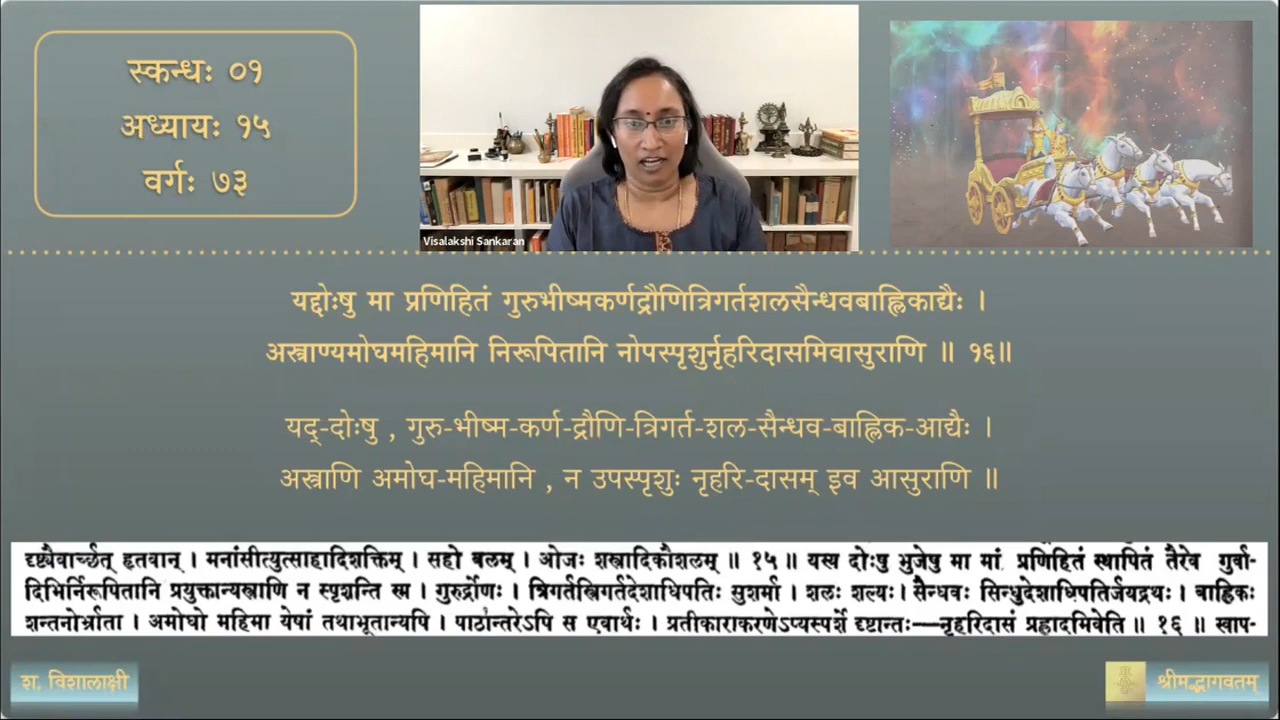 स्कन्धः ०१
अध्यायः १५
वर्गः ७३
Visalakshi Sankaran
यद्दोःषु मा प्रणिहितं गुरुभीष्मकर्णद्रौणित्रिगर्तशलसैन्धवबाह्लिकाद्यैः ।
अस्त्राण्यमोघमहिमानि निरूपितानि नोपस्पृशुर्नृहरिदासमिवासुराणि ॥ १६॥
यद्-दोःषु , गुरु-भीष्म-कर्ण-द्रौणि-त्रिगर्त-शल-सैन्धव-बाह्लिक-आद्यैः ।
अस्त्राणि अमोघ-महिमानि , न उपस्पृशुः नृहरि-दासम् इव आसुराणि ॥
दृष्ट्यैवार्च्छत् हृतवान् । मनांसीत्युत्साहादिशक्तिम् । सहो बलम् । ओजः शस्त्रादिकौशलम् ॥ १५ ॥ यस्य दोःषु भुजेषु मा मां प्रणिहितं स्थापितं तैरेव गुर्वा-
दिभिर्निरूपितानि प्रयुक्तान्यस्त्राणि न स्पृशन्ति स्म । गुरुर्द्रोणः । त्रिगर्तस्त्रिगर्तदेशाधिपतिः सुशर्मा । शलः शल्यः । सैन्धवः सिन्धुदेशाधिपतिर्जयद्रथः । बाह्लिकः
शन्तनोर्भ्राता । अमोघो महिमा येषां तथाभूतान्यपि । पाठान्तरेऽपि स एवार्थः । प्रतीकाराकरणेऽप्यस्पर्शे दृष्टान्तः—नृहरिदासं प्रह्लादमिवेति ॥ १६ ॥ स्वाप-
श. विशालाक्षी
श्रीमद्भागवतम्